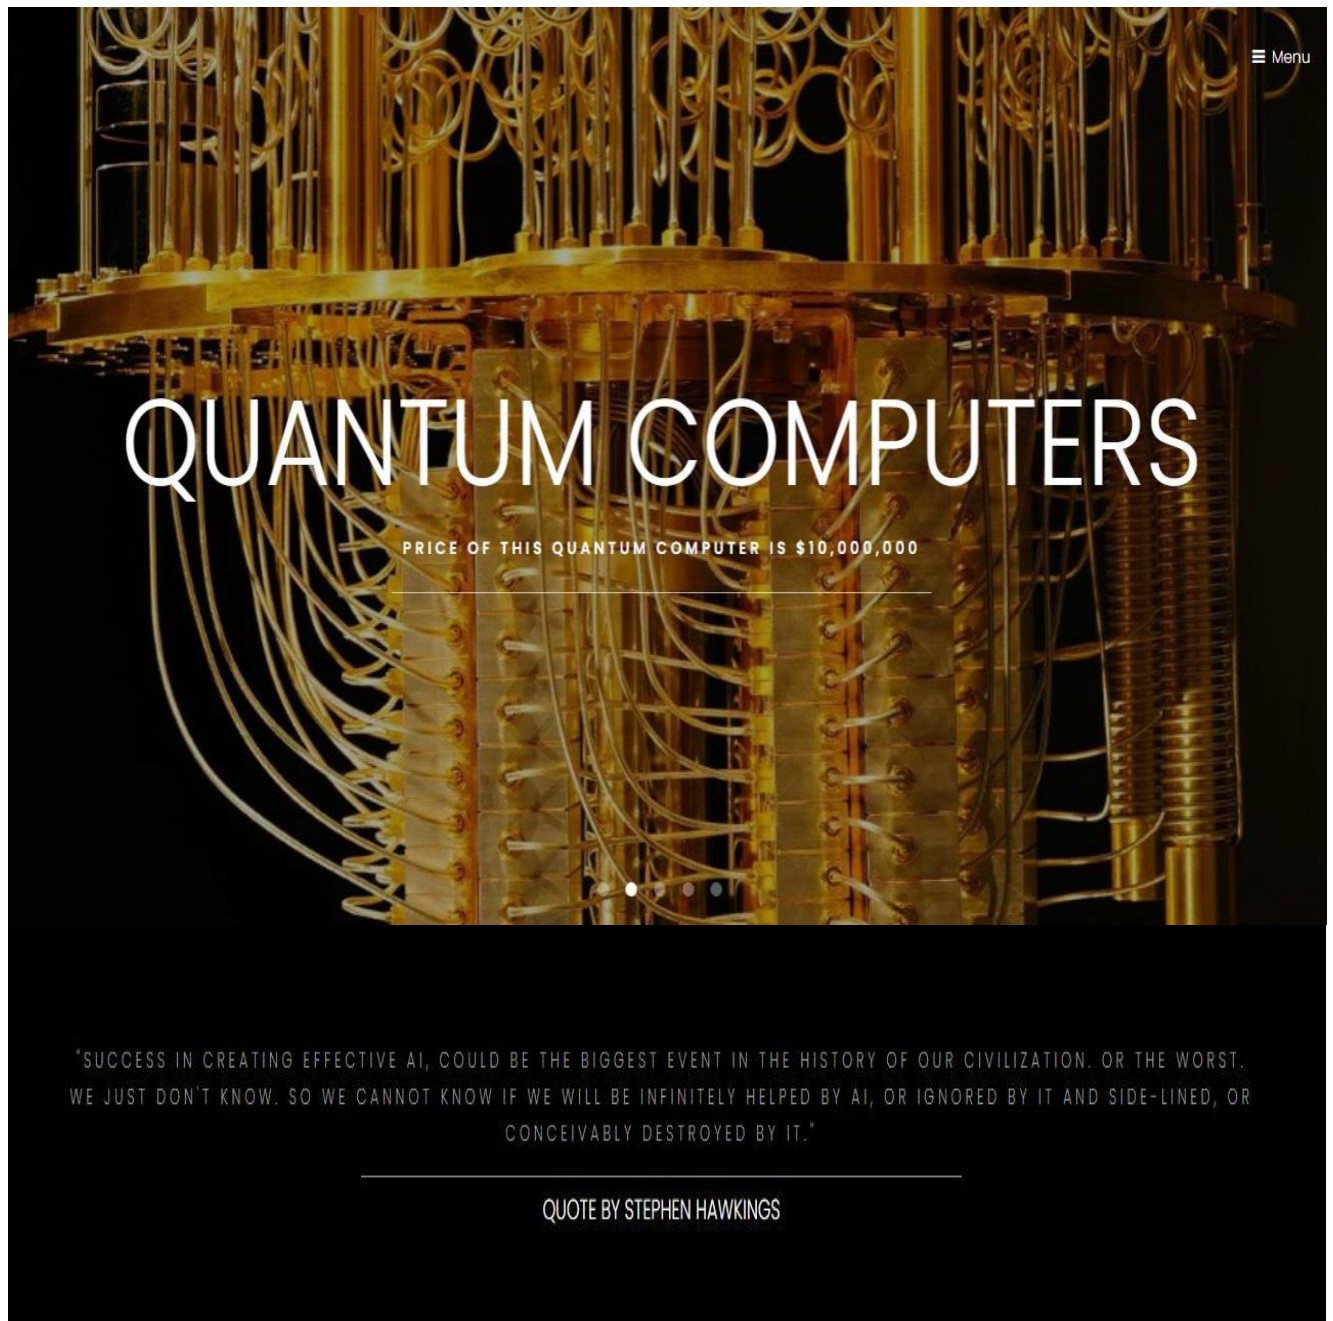 Menu
QUANTUM COMPUTERS
PRICE OF THIS QUANTUM COMPUTER IS $10,000,000
"SUCCESS IN CREATING EFFECTIVE AI, COULD BE THE BIGGEST EVENT IN THE HISTORY OF OUR CIVILIZATION. OR THE WORST.
WE JUST DON'T KNOW. SO WE CANNOT KNOW IF WE WILL BE INFINITELY HELPED BY AI, OR IGNORED BY IT AND SIDE-LINED, OR
CONCEIVABLY DESTROYED BY IT."
QUOTE BY STEPHEN HAWKINGS